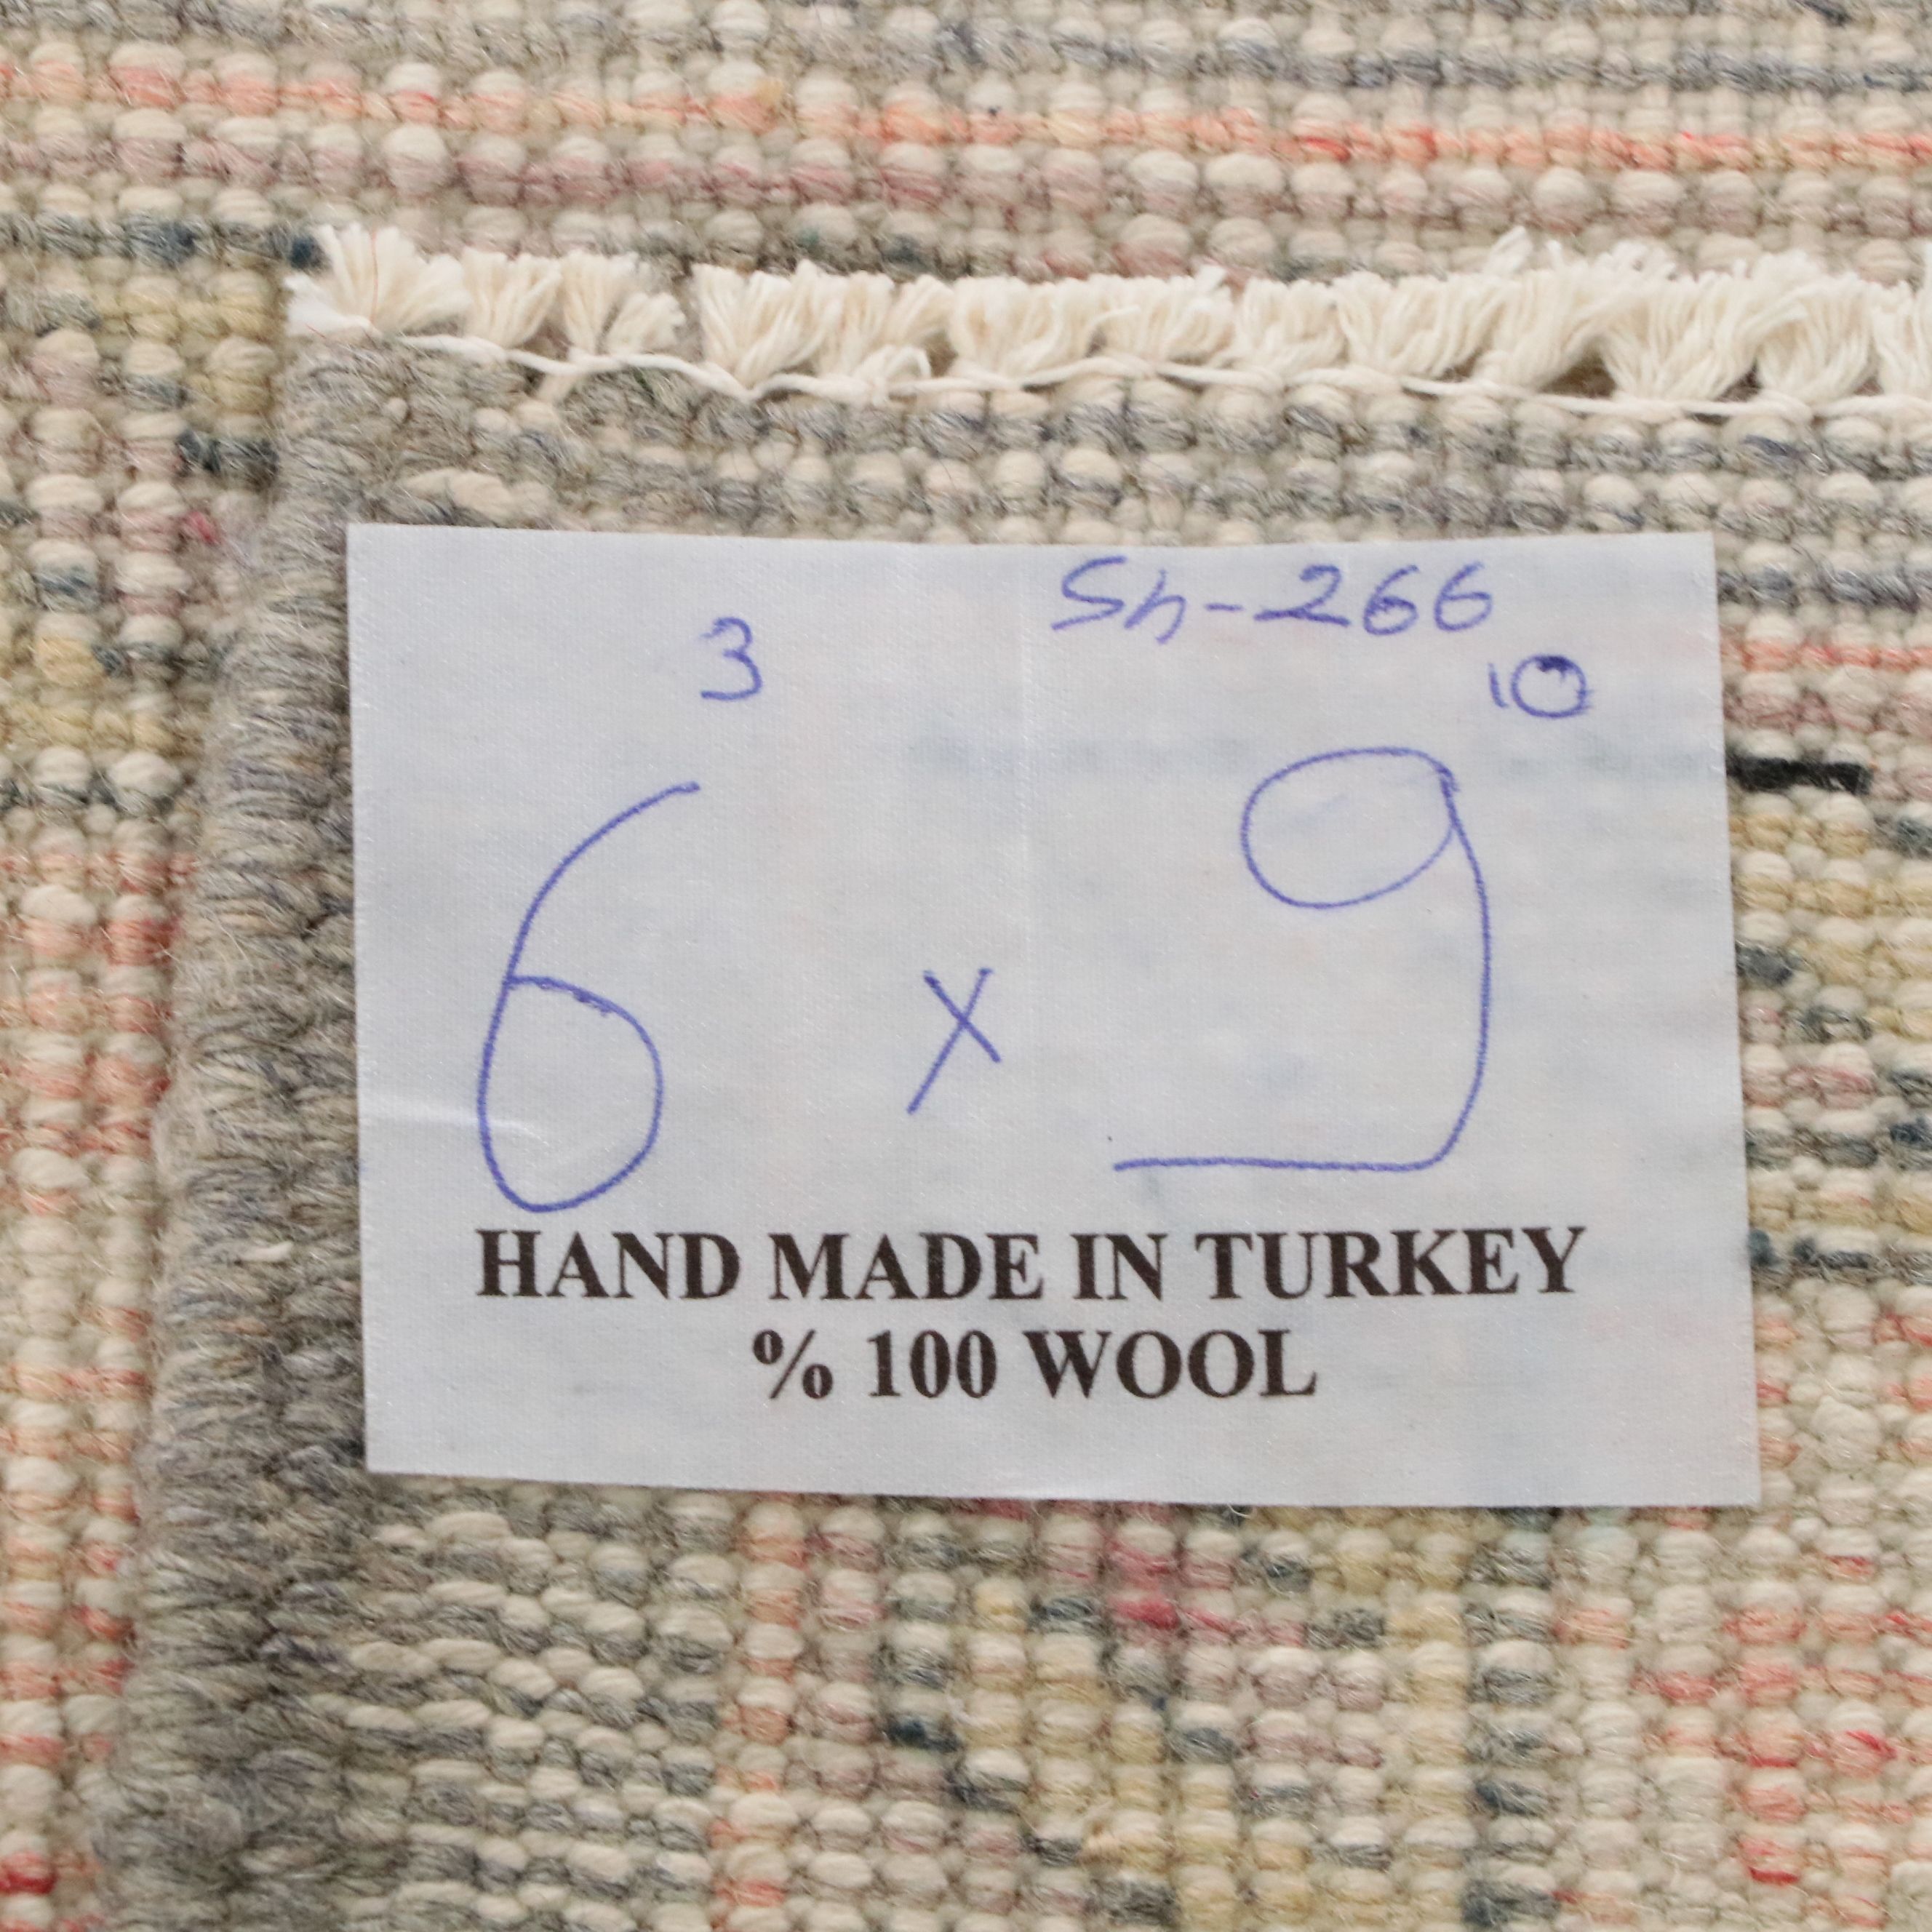 Sh-266
3 10
6 x 9
HAND MADE IN TURKEY
% 100 WOOL